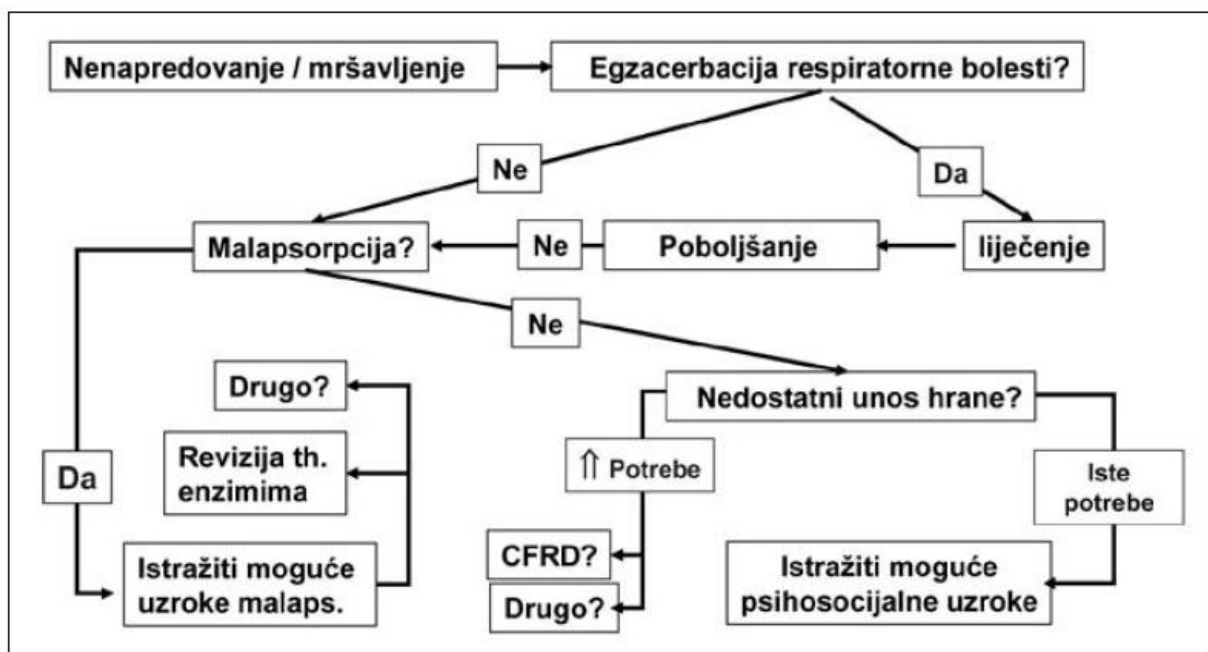 Nenapredovanje / mršavljenje
Egzacerbacija respiratorne bolesti?
Ne
Da
Malapsorpcija?
Ne
Poboljšanje
liječenje
Ne
Drugo?
Nedostatni unos hrane?
Revizija th.
enzimima
⇑ Potrebe
Da
Iste
potrebe
Istražiti moguće
uzroke malaps.
CFRD?
Drugo?
Istražiti moguće
psihosocijalne uzroke